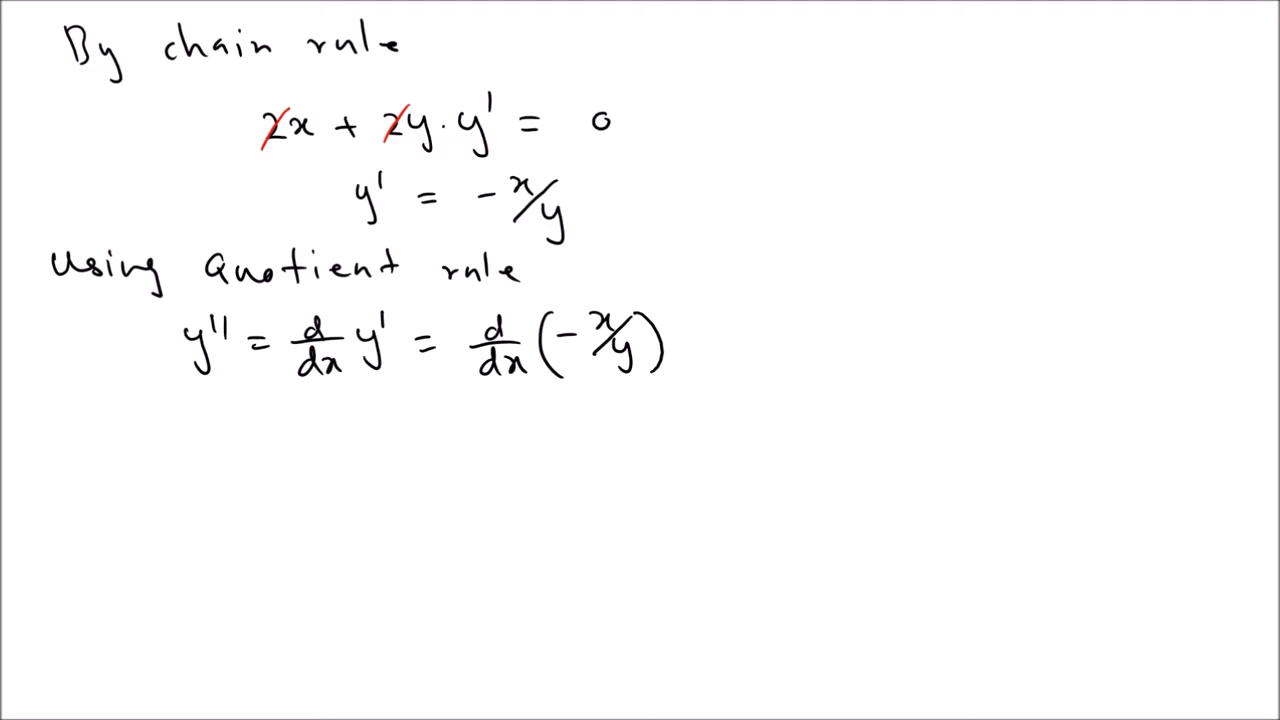 By chain rule
2x + 2y · y' = 0
y' = - x/y
Using Quotient rule
y'' = d/dx y' = d/dx (- x/y)